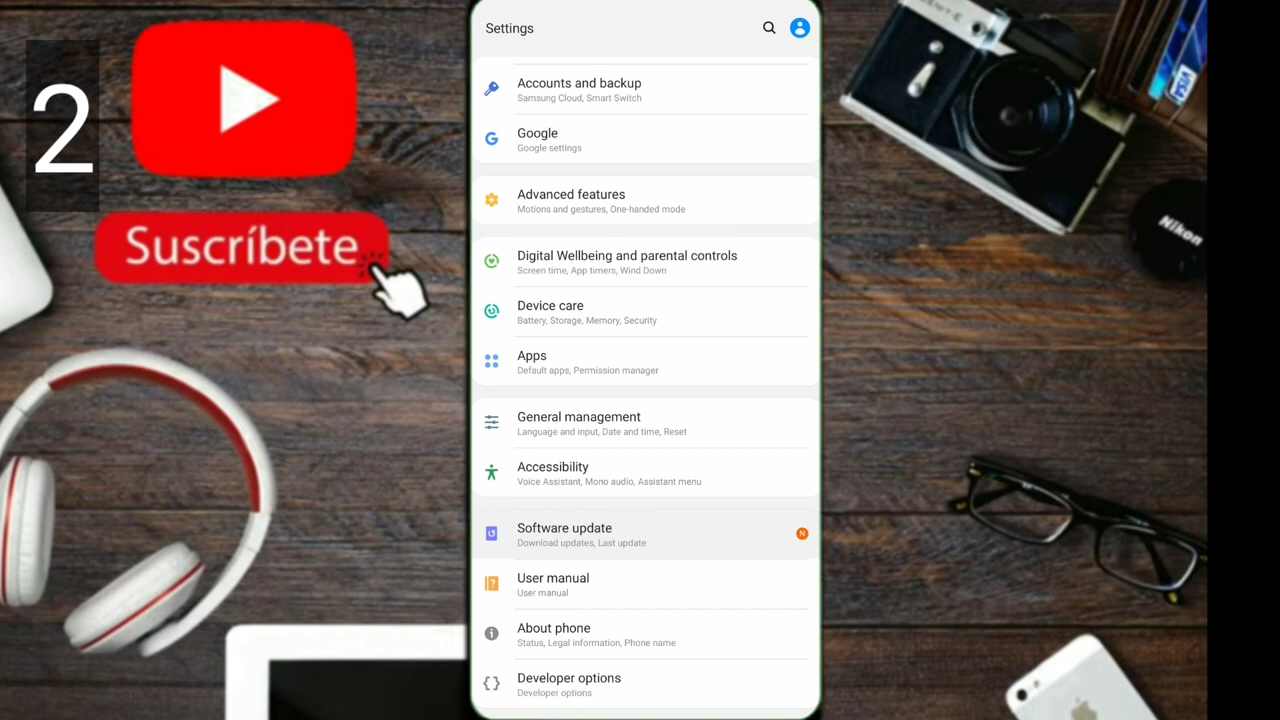 2
Suscríbete
Settings
Accounts and backup
Samsung Cloud, Smart Switch
Google
Google settings
Advanced features
Motions and gestures, One-handed mode
Digital Wellbeing and parental controls
Screen time, App timers, Wind Down
Device care
Battery, Storage, Memory, Security
Apps
Default apps, Permission manager
General management
Language and input, Date and time, Reset
Accessibility
Voice Assistant, Mono audio, Assistant menu
Software update
N
Download updates, Last update
User manual
User manual
About phone
Status, Legal information, Phone name
Developer options
Developer options
VISA
Nikon